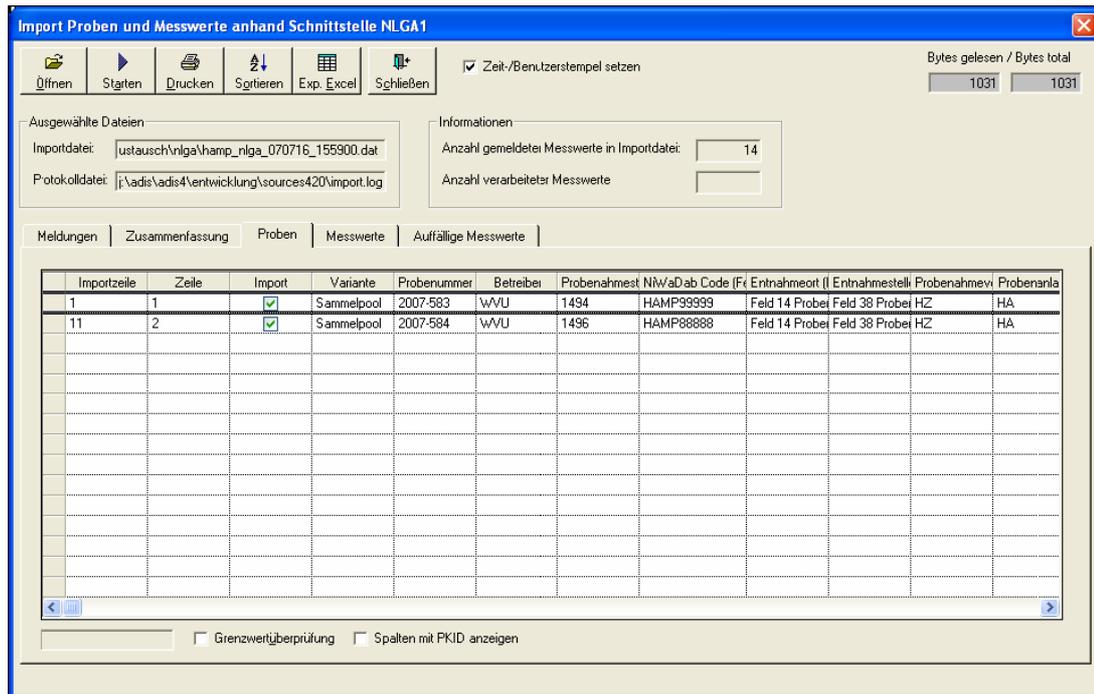 Import Proben und Messwerte anhand Schnittstelle NLGA1
Öffnen Starten Drucken Sortieren Exp. Excel Schließen
Zeit-/Benutzerstempel setzen
Bytes gelesen / Bytes total
1031 1031
Ausgewählte Dateien
Importdatei: ustausch\nlga\hamp_nlga_070716_155900.dat
Protokolldatei: j:\adis\adis4\entwicklung\sources420\import.log
Informationen
Anzahl gemeldeter Messwerte in Importdatei: 14
Anzahl verarbeiteter Messwerte
Meldungen Zusammenfassung Proben Messwerte Auffällige Messwerte
Importzeile Zeile Import Variante Probenummer Betreiber Probenahmest NiWaDab Code (Fe Entnahmeort (I Entnahmestell Probenahmev Probenanla
1 1 Sammelpool 2007-583 WVU 1494 HAMP99999 Feld 14 Prober Feld 38 Prober HZ HA
11 2 Sammelpool 2007-584 WVU 1496 HAMP88888 Feld 14 Prober Feld 38 Prober HZ HA
Grenzwertüberprüfung Spalten mit PKID anzeigen